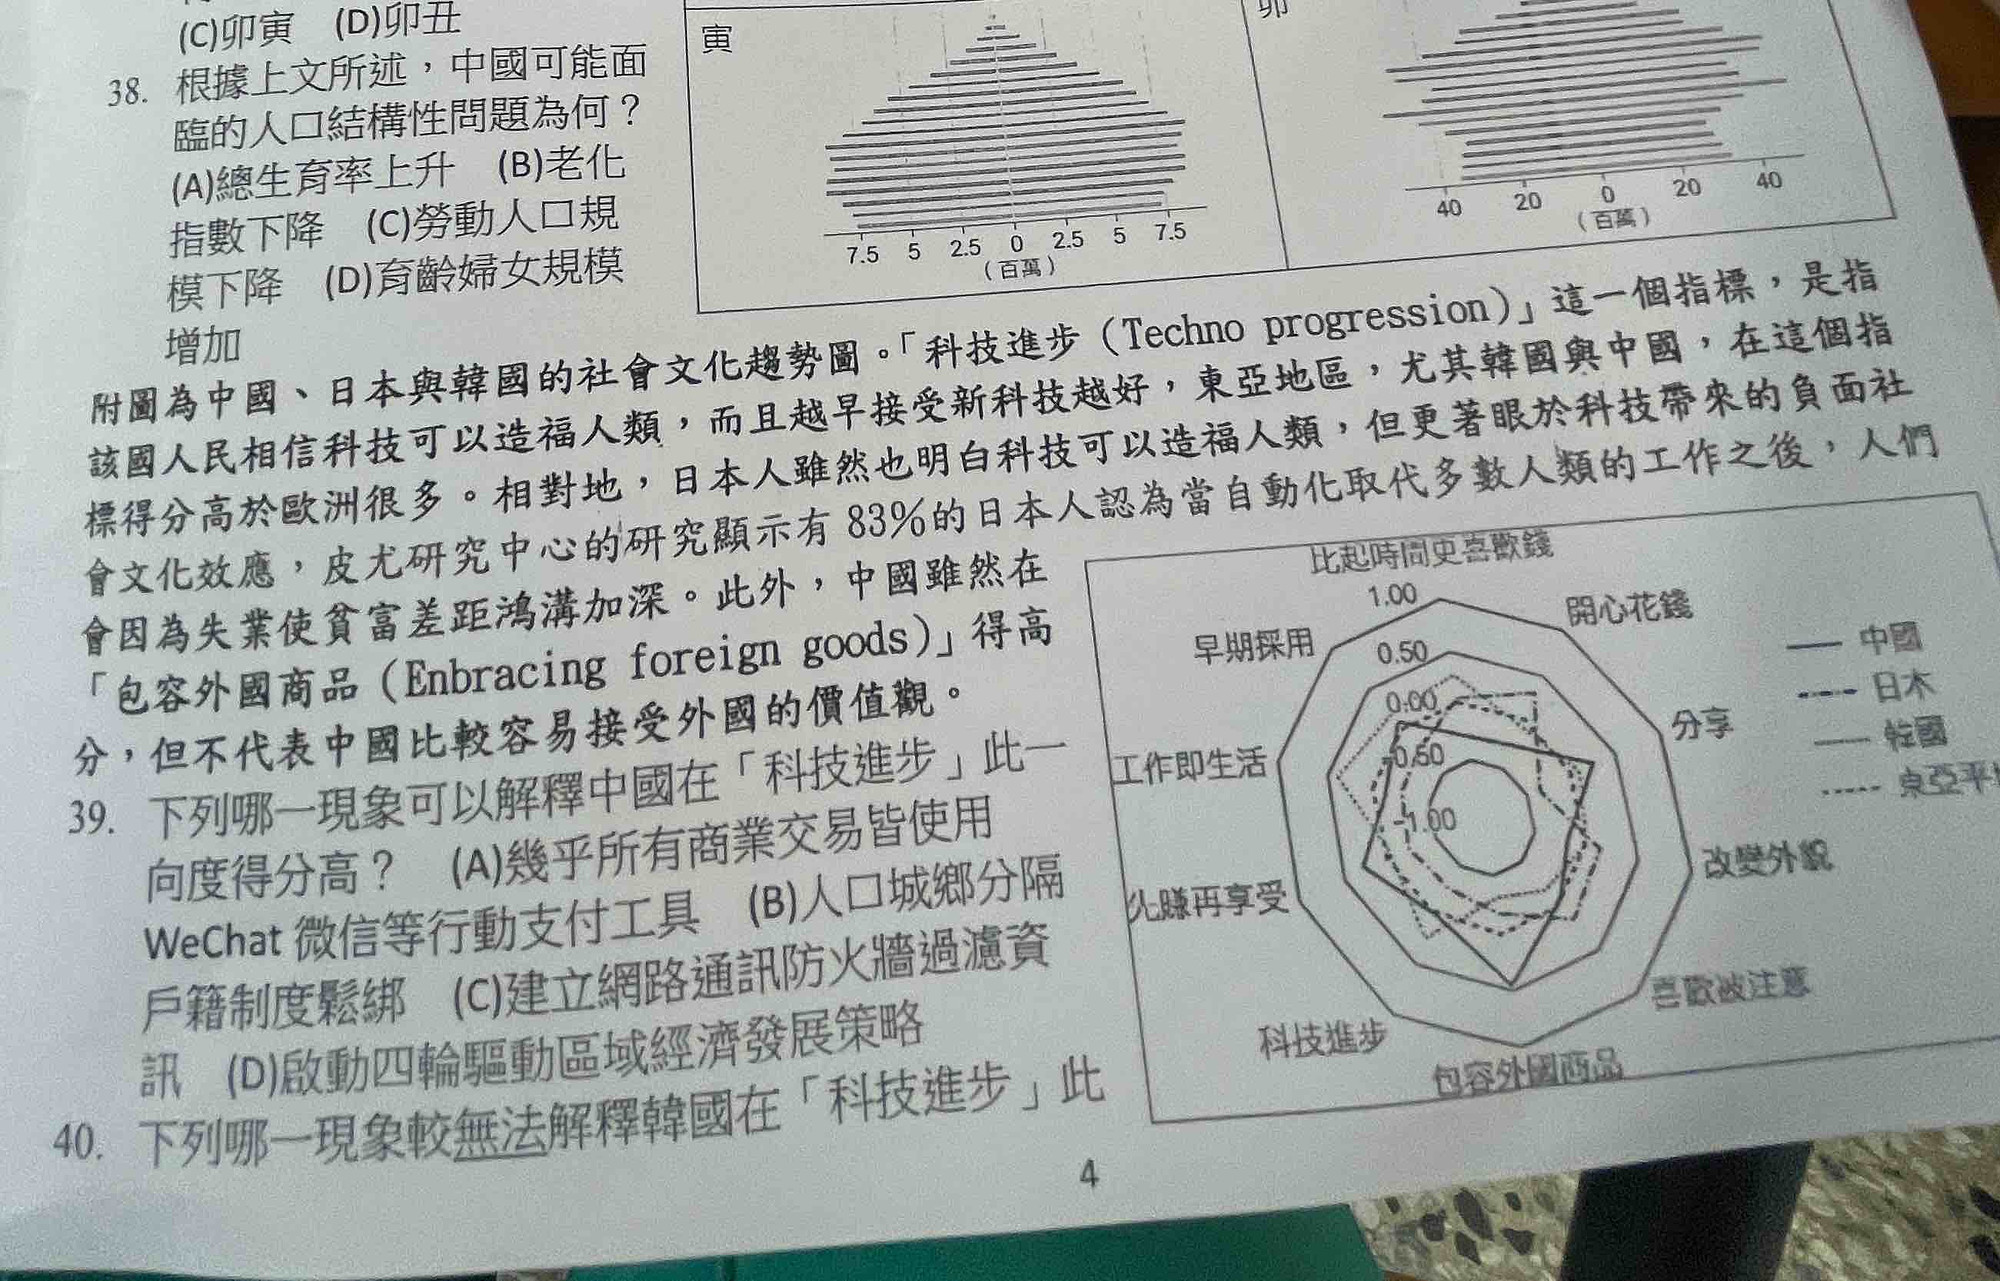 (C)卯寅 (D)卯丑
38. 根據上文所述，中國可能面
臨的人口結構性問題為何？
(A)總生育率上升 (B)老化
指數下降 (C)勞動人口規
模下降 (D)育齡婦女規模
增加
寅
7.5 5 2.5 0 2.5 5 7.5
（百萬）
卯
40 20 0 20 40
（百萬）
附圖為中國、日本與韓國的社會文化趨勢圖。「科技進步（Techno progression）」這一個指標，是指
該國人民相信科技可以造福人類，而且越早接受新科技越好，東亞地區，尤其韓國與中國，在這個指
標得分高於歐洲很多。相對地，日本人雖然也明白科技可以造福人類，但更著眼於科技帶來的負面社
會文化效應，皮尤研究中心的研究顯示有 83%的日本人認為當自動化取代多數人類的工作之後，人們
會因為失業使貧富差距鴻溝加深。此外，中國雖然在
「包容外國商品（Enbracing foreign goods）」得高
分，但不代表中國比較容易接受外國的價值觀。
39. 下列哪一現象可以解釋中國在「科技進步」此一
向度得分高？ (A)幾乎所有商業交易皆使用
WeChat 微信等行動支付工具 (B)人口城鄉分隔
戶籍制度鬆綁 (C)建立網路通訊防火牆過濾資
訊 (D)啟動四輪驅動區域經濟發展策略
40. 下列哪一現象較無法解釋韓國在「科技進步」此
比起時間更喜歡錢
1.00
開心花錢
早期採用
0.50
中國
0.00
日本
分享
韓國
工作即生活
-0.50
東亞平
-1.00
改變外貌
先賺再享受
喜歡被注意
科技進步
包容外國商品
4